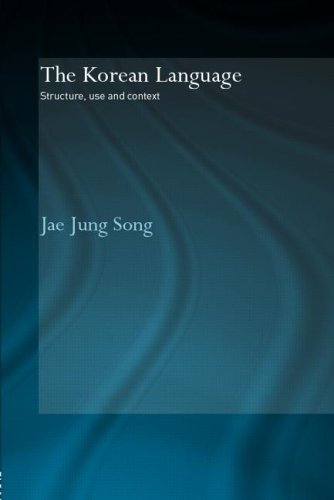 The Korean Language
Structure, use and context
Jae Jung Song